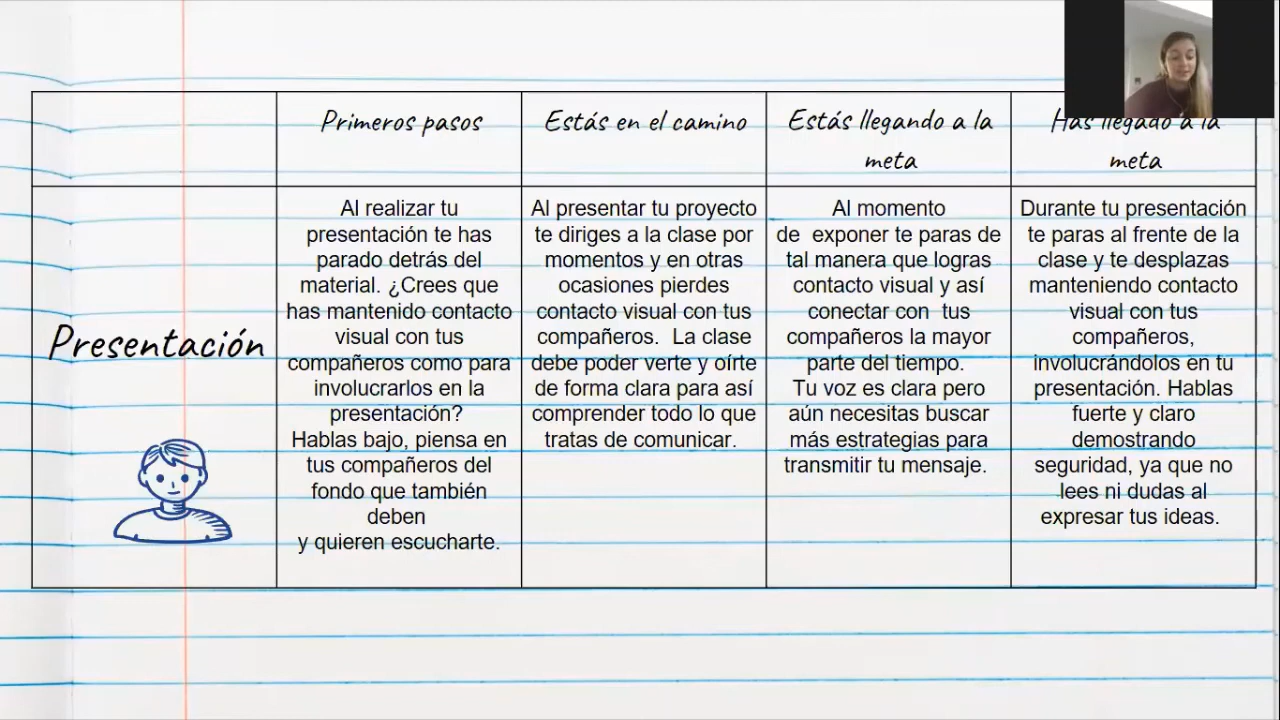 Primeros pasos
Estás en el camino
Estás llegando a la
meta
Has llegado a la
meta
Presentación
Al realizar tu
presentación te has
parado detrás del
material. ¿Crees que
has mantenido contacto
visual con tus
compañeros como para
involucrarlos en la
presentación?
Hablas bajo, piensa en
tus compañeros del
fondo que también
deben
y quieren escucharte.
Al presentar tu proyecto
te diriges a la clase por
momentos y en otras
ocasiones pierdes
contacto visual con tus
compañeros.  La clase
debe poder verte y oírte
de forma clara para así
comprender todo lo que
tratas de comunicar.
Al momento
de  exponer te paras de
tal manera que logras
contacto visual y así
conectar con  tus
compañeros la mayor
parte del tiempo.
Tu voz es clara pero
aún necesitas buscar
más estrategias para
transmitir tu mensaje.
Durante tu presentación
te paras al frente de la
clase y te desplazas
manteniendo contacto
visual con tus
compañeros,
involucrándolos en tu
presentación. Hablas
fuerte y claro
demostrando
seguridad, ya que no
lees ni dudas al
expresar tus ideas.